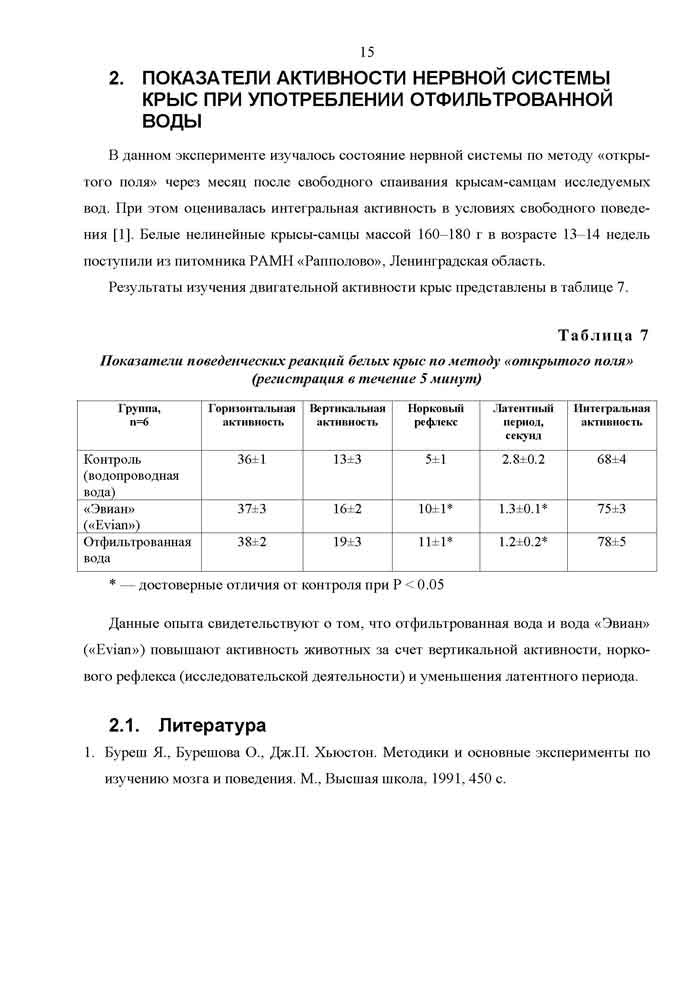 15
2. ПОКАЗАТЕЛИ АКТИВНОСТИ НЕРВНОЙ СИСТЕМЫ
КРЫС ПРИ УПОТРЕБЛЕНИИ ОТФИЛЬТРОВАННОЙ
ВОДЫ
В данном эксперименте изучалось состояние нервной системы по методу «откры-
того поля» через месяц после свободного спаивания крысам-самцам исследуемых
вод. При этом оценивалась интегральная активность в условиях свободного поведе-
ния [1]. Белые нелинейные крысы-самцы массой 160–180 г в возрасте 13–14 недель
поступили из питомника РАМН «Рапполово», Ленинградская область.
Результаты изучения двигательной активности крыс представлены в таблице 7.
Таблица 7
Показатели поведенческих реакций белых крыс по методу «открытого поля»
(регистрация в течение 5 минут)
Группа, Горизонтальная Вертикальная Норковый Латентный Интегральная
n=6 активность активность рефлекс период, активность
секунд
Контроль 36±1 13±3 5±1 2.8±0.2 68±4
(водопроводная
вода)
«Эвиан» 37±3 16±2 10±1* 1.3±0.1* 75±3
(«Evian»)
Отфильтрованная 38±2 19±3 11±1* 1.2±0.2* 78±5
вода
* — достоверные отличия от контроля при P < 0.05
Данные опыта свидетельствуют о том, что отфильтрованная вода и вода «Эвиан»
(«Evian») повышают активность животных за счет вертикальной активности, норко-
вого рефлекса (исследовательской деятельности) и уменьшения латентного периода.
2.1. Литература
1. Буреш Я., Бурешова О., Дж.П. Хьюстон. Методики и основные эксперименты по
изучению мозга и поведения. М., Высшая школа, 1991, 450 с.